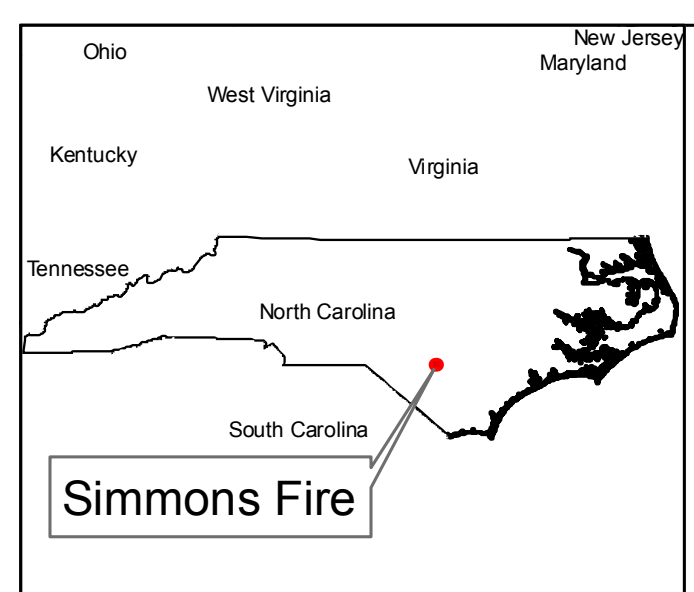 New Jersey
Ohio
Maryland
West Virginia
Kentucky
Virginia
Tennessee
North Carolina
South Carolina
Simmons Fire